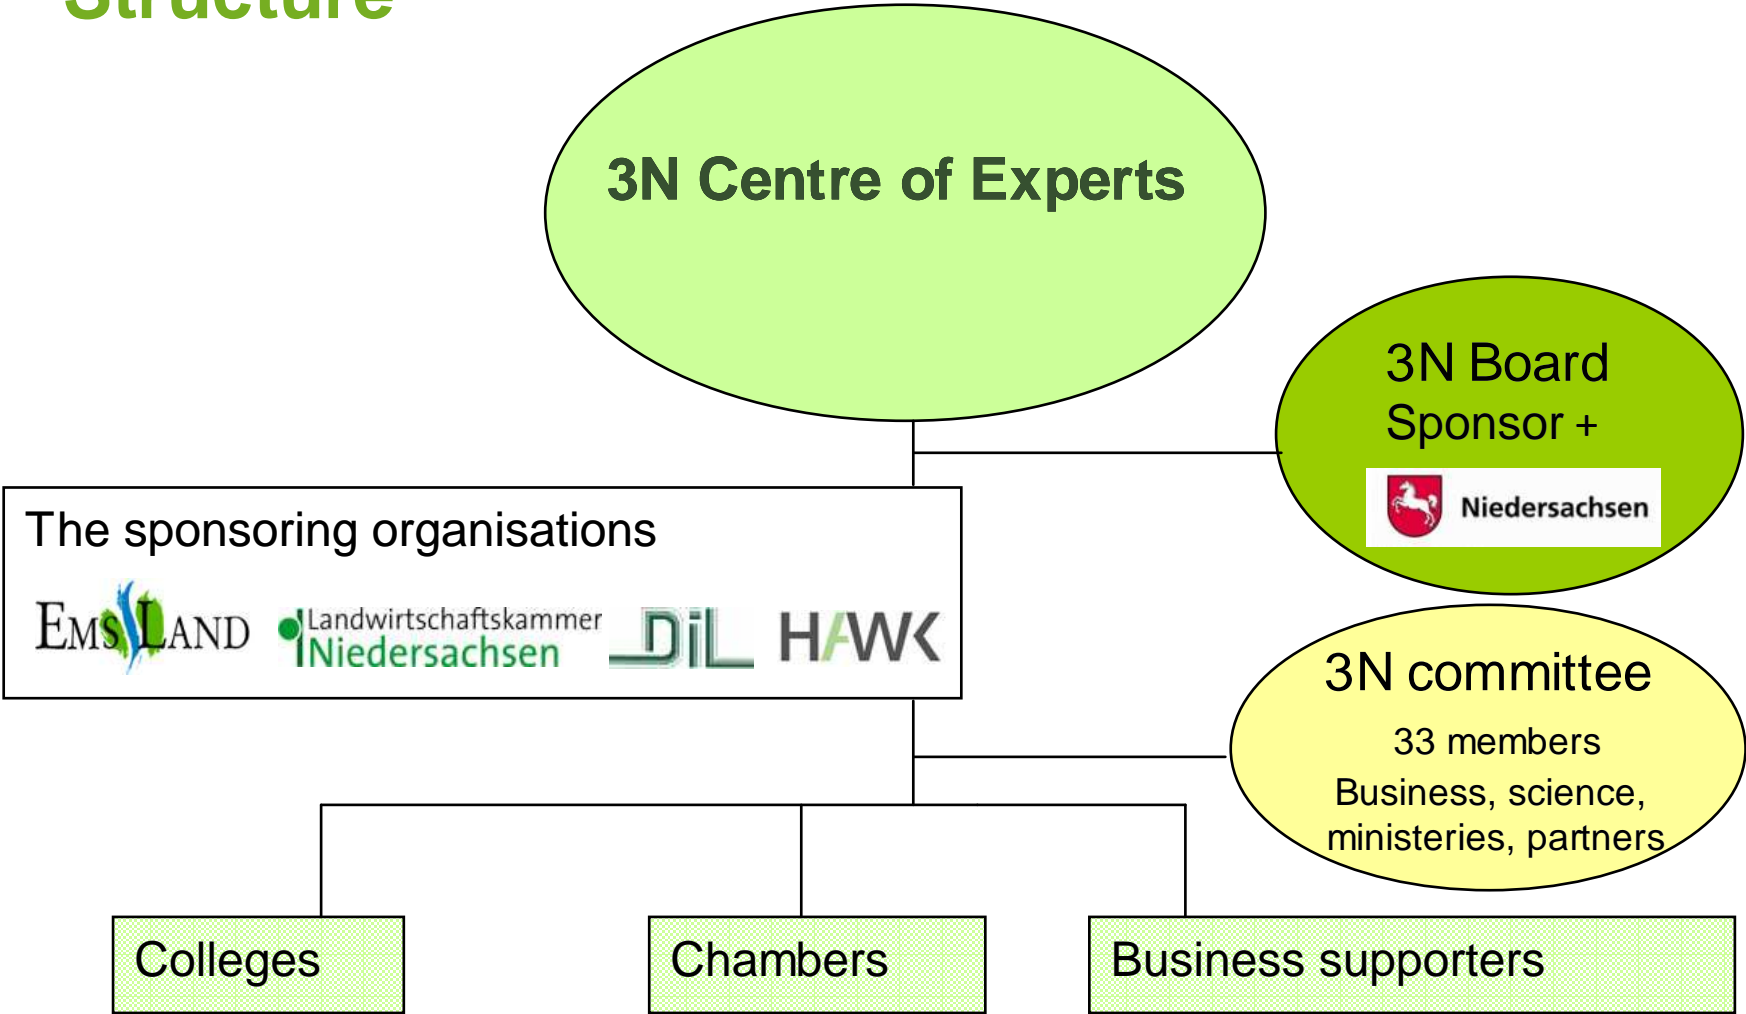 Structure
3N Centre of Experts
3N Board
Sponsor +
Niedersachsen
The sponsoring organisations
EMSLAND
Landwirtschaftskammer
Niedersachsen
DiL
HAWK
3N committee
33 members
Business, science,
ministeries, partners
Colleges
Chambers
Business supporters